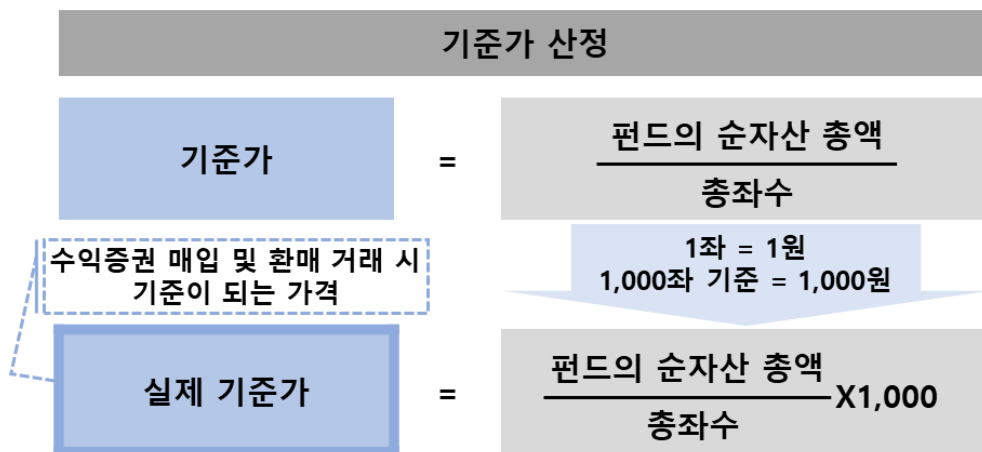 기준가 산정
기준가
=
펀드의 순자산 총액
총좌수
수익증권 매입 및 환매 거래 시
기준이 되는 가격
1좌 = 1원
1,000좌 기준 = 1,000원
실제 기준가
=
펀드의 순자산 총액
총좌수
X1,000